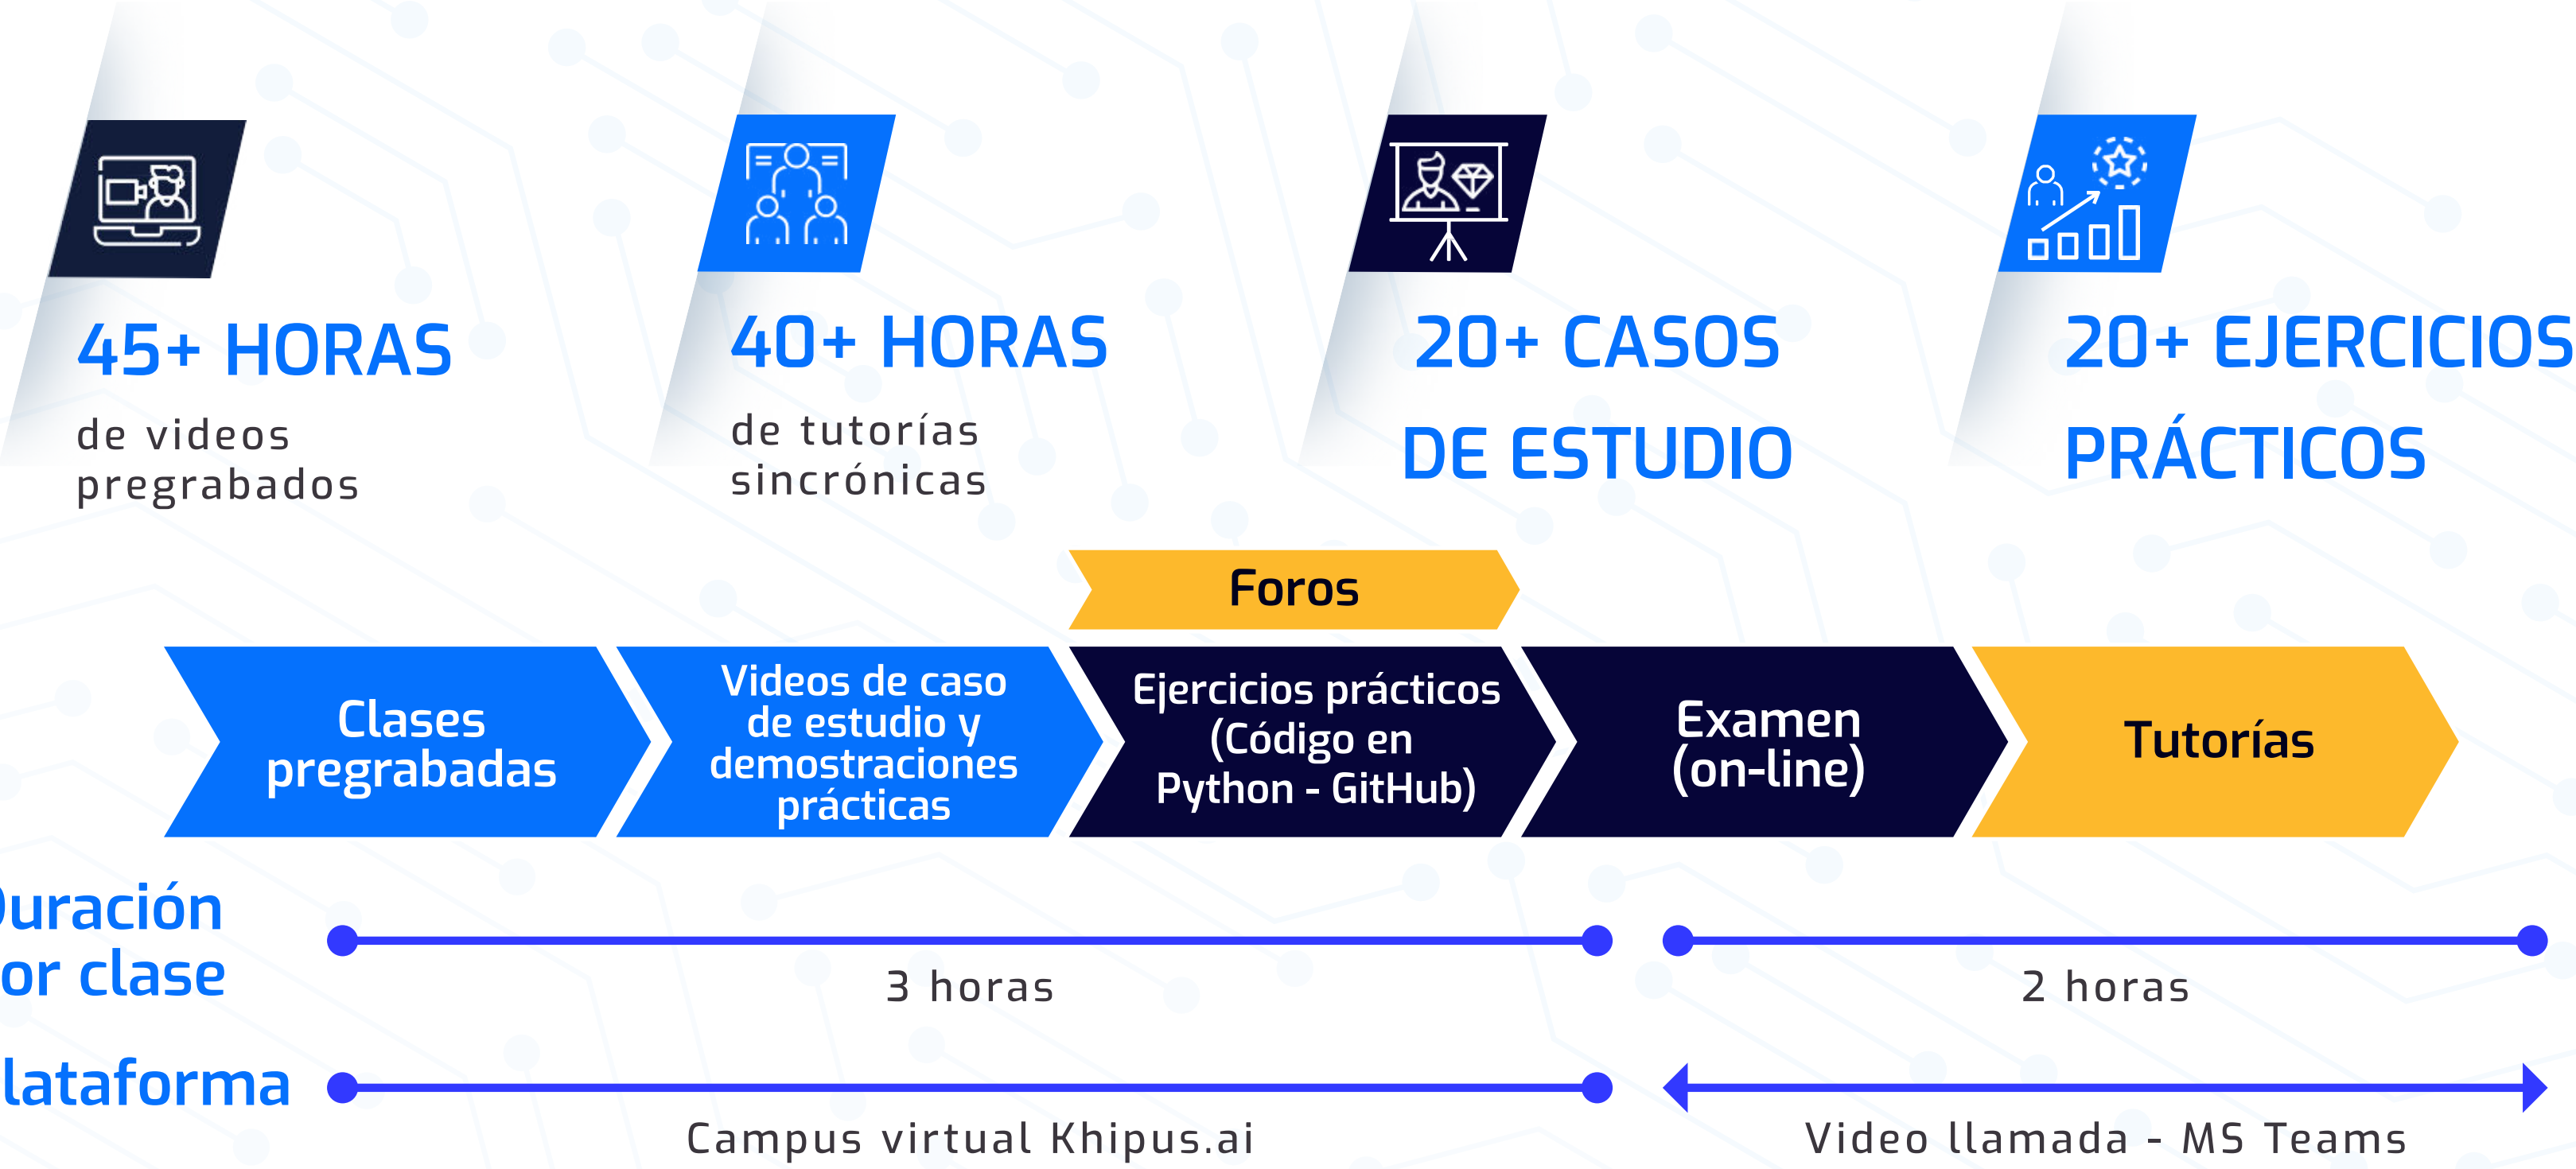 45+ HORAS
de videos
pregrabados
40+ HORAS
de tutorías
sincrónicas
20+ CASOS
DE ESTUDIO
20+ EJERCICIOS
PRÁCTICOS
Foros
Clases
pregrabadas
Videos de caso
de estudio y
demostraciones
prácticas
Ejercicios prácticos
(Código en
Python - GitHub)
Examen
(on-line)
Tutorías
Duración
or clase
3 horas
2 horas
lataforma
Campus virtual Khipus.ai
Video llamada - MS Teams